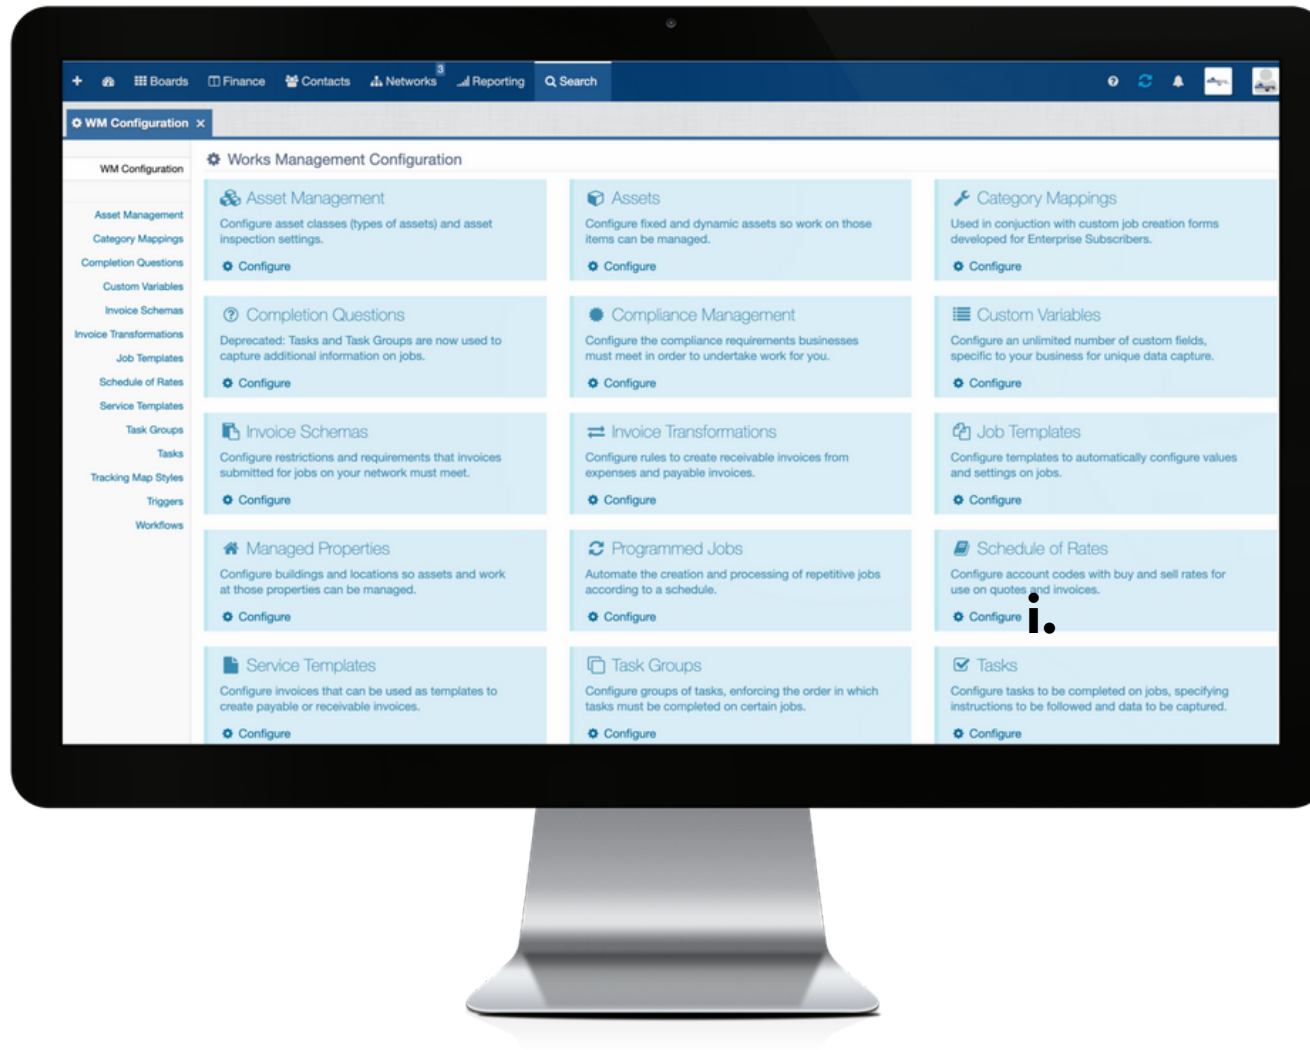 Boards Finance Contacts Networks 3 Reporting Search
WM Configuration ×
WM Configuration
Asset Management
Category Mappings
Completion Questions
Custom Variables
Invoice Schemas
Invoice Transformations
Job Templates
Schedule of Rates
Service Templates
Task Groups
Tasks
Tracking Map Styles
Triggers
Workflows
Works Management Configuration
Asset Management
Configure asset classes (types of assets) and asset
inspection settings.
Configure
Assets
Configure fixed and dynamic assets so work on those
items can be managed.
Configure
Category Mappings
Used in conjuction with custom job creation forms
developed for Enterprise Subscribers.
Configure
Completion Questions
Deprecated: Tasks and Task Groups are now used to
capture additional information on jobs.
Configure
Compliance Management
Configure the compliance requirements businesses
must meet in order to undertake work for you.
Configure
Custom Variables
Configure an unlimited number of custom fields,
specific to your business for unique data capture.
Configure
Invoice Schemas
Configure restrictions and requirements that invoices
submitted for jobs on your network must meet.
Configure
Invoice Transformations
Configure rules to create receivable invoices from
expenses and payable invoices.
Configure
Job Templates
Configure templates to automatically configure values
and settings on jobs.
Configure
Managed Properties
Configure buildings and locations so assets and work
at those properties can be managed.
Configure
Programmed Jobs
Automate the creation and processing of repetitive jobs
according to a schedule.
Configure
Schedule of Rates
Configure account codes with buy and sell rates for
use on quotes and invoices.
Configure
i.
Service Templates
Configure invoices that can be used as templates to
create payable or receivable invoices.
Configure
Task Groups
Configure groups of tasks, enforcing the order in which
tasks must be completed on certain jobs.
Configure
Tasks
Configure tasks to be completed on jobs, specifying
instructions to be followed and data to be captured.
Configure